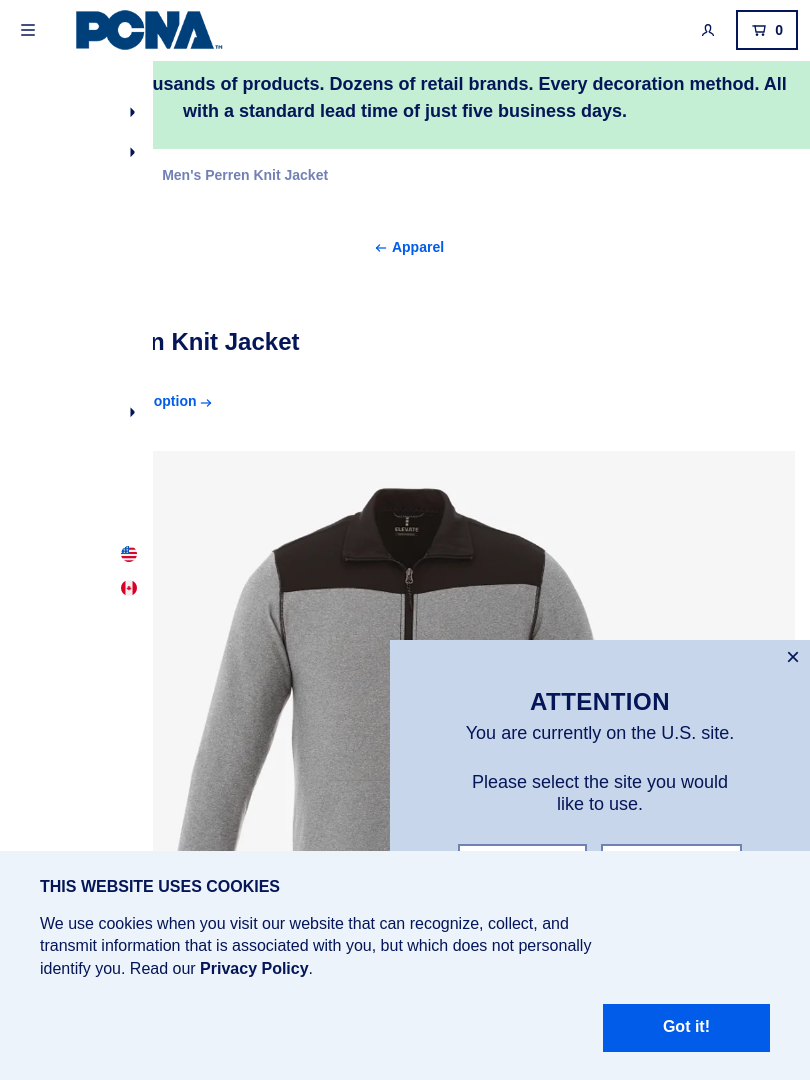 PCNA™
0
usands of products. Dozens of retail brands. Every decoration method. All
with a standard lead time of just five business days.
Men's Perren Knit Jacket
← Apparel
n Knit Jacket
option →
ELEVATE
ATTENTION
You are currently on the U.S. site.
Please select the site you would
like to use.
THIS WEBSITE USES COOKIES
We use cookies when you visit our website that can recognize, collect, and
transmit information that is associated with you, but which does not personally
identify you. Read our Privacy Policy.
Got it!